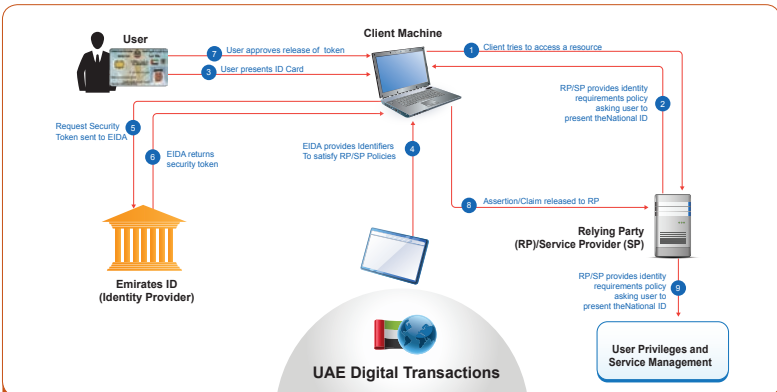 User
Client Machine
7
User approves release of token
1
Client tries to access a resource
3
User presents ID Card
RP/SP provides identity
requirements policy
asking user to
present theNational ID
2
5
Request Security
Token sent to EIDA
6
EIDA returns
security token
EIDA provides Identifiers
To satisfy RP/SP Policies
4
8
Assertion/Claim released to RP
Relying Party
(RP)/Service Provider (SP)
Emirates ID
(Identity Provider)
RP/SP provides identity
requirements policy
asking user to
present theNational ID
9
UAE Digital Transactions
User Privileges and
Service Management